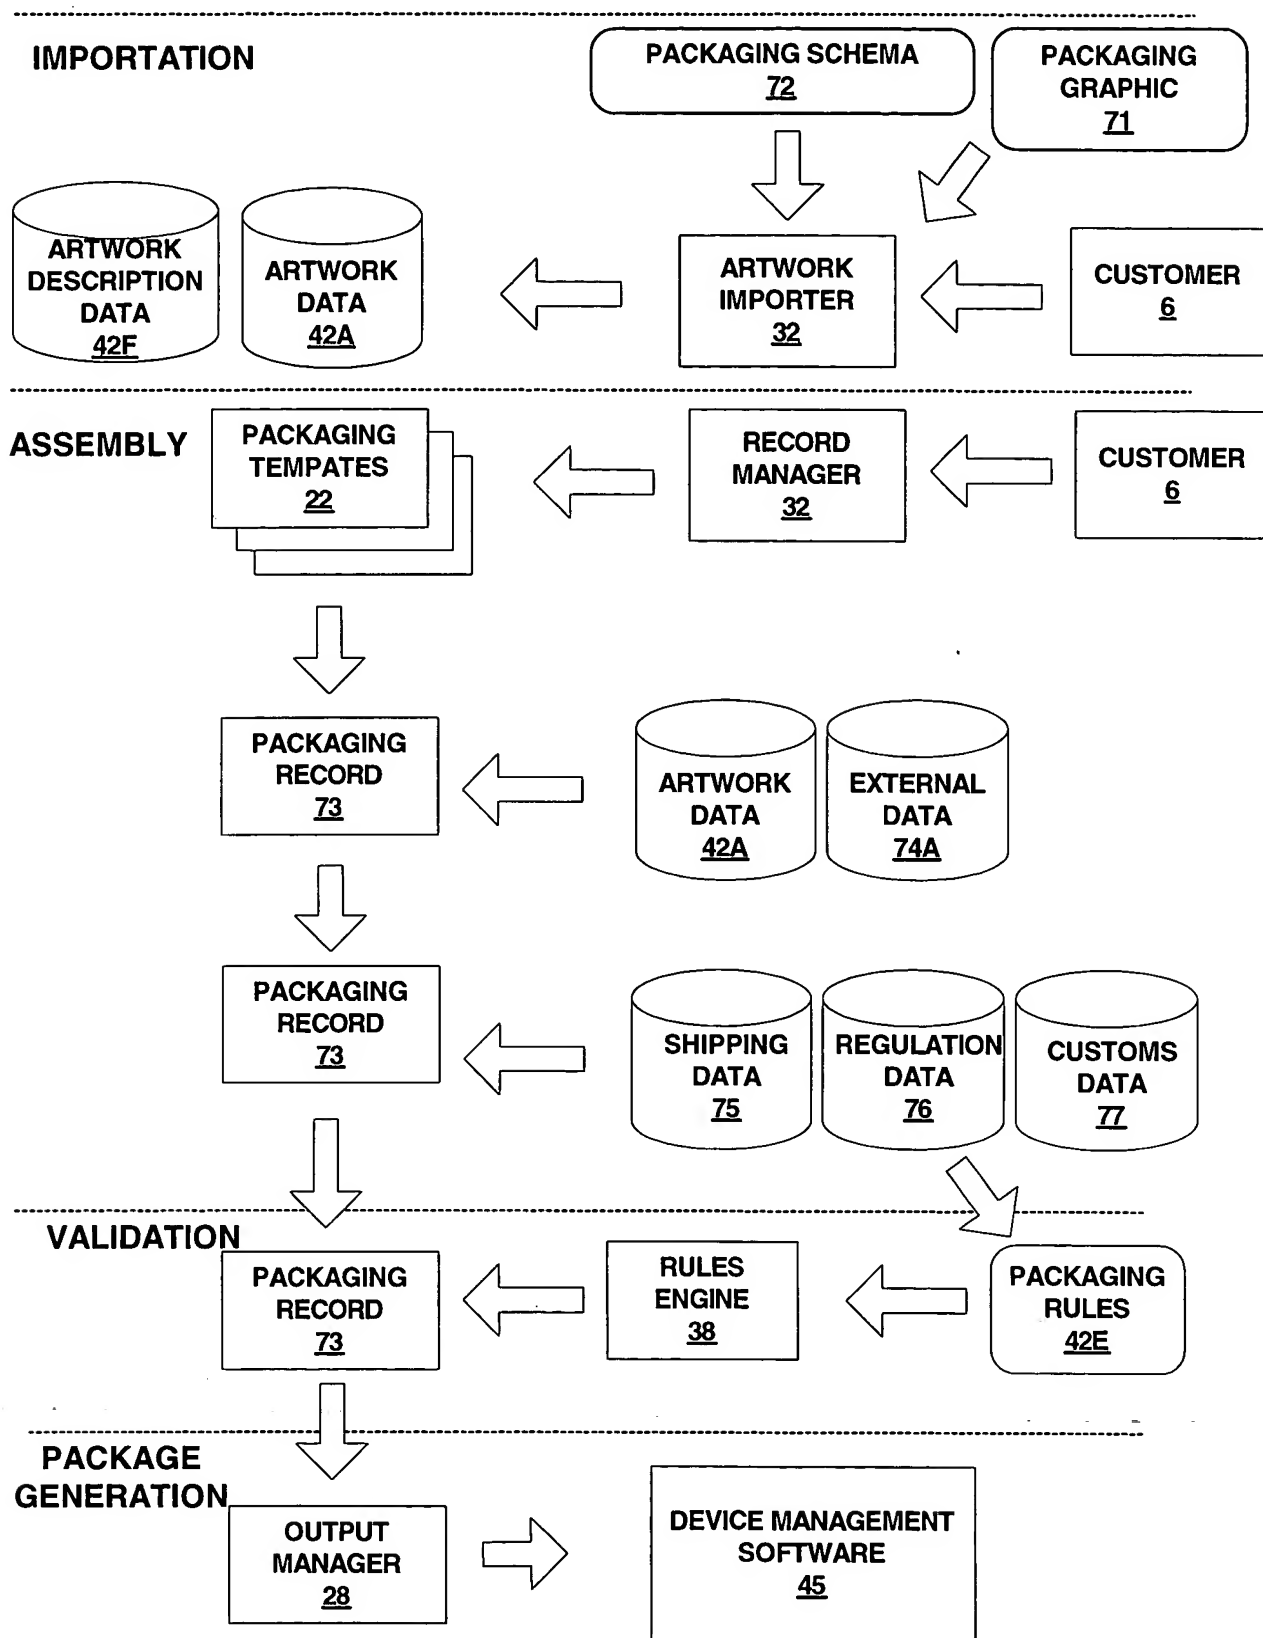 IMPORTATION
PACKAGING SCHEMA
72
PACKAGING
GRAPHIC
71
ARTWORK
DESCRIPTION
DATA
42F
ARTWORK
DATA
42A
ARTWORK
IMPORTER
32
CUSTOMER
6
ASSEMBLY
PACKAGING
TEMPATES
22
RECORD
MANAGER
32
CUSTOMER
6
PACKAGING
RECORD
73
ARTWORK
DATA
42A
EXTERNAL
DATA
74A
PACKAGING
RECORD
73
SHIPPING
DATA
75
REGULATION
DATA
76
CUSTOMS
DATA
77
VALIDATION
PACKAGING
RECORD
73
RULES
ENGINE
38
PACKAGING
RULES
42E
PACKAGE
GENERATION
OUTPUT
MANAGER
28
DEVICE MANAGEMENT
SOFTWARE
45